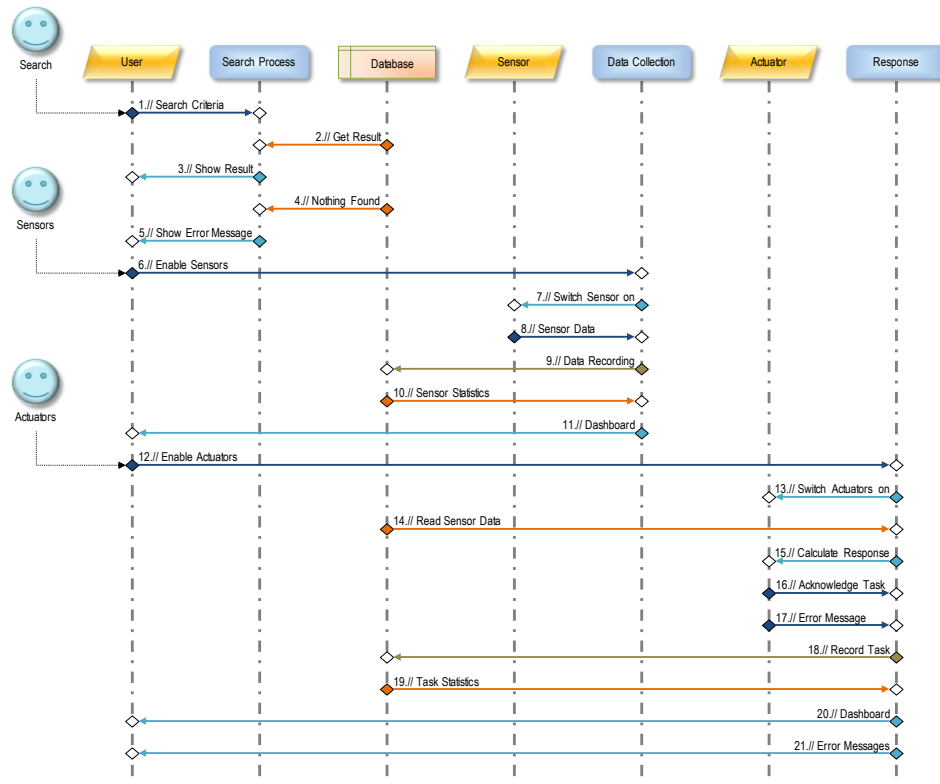 Search
User
Search Process
Database
Sensor
Data Collection
Actuator
Response
1.// Search Criteria
2.// Get Result
3.// Show Result
4.// Nothing Found
Sensors
5.// Show Error Message
6.// Enable Sensors
7.// Switch Sensor on
8.// Sensor Data
9.// Data Recording
10.// Sensor Statistics
Actuators
11.// Dashboard
12.// Enable Actuators
13.// Switch Actuators on
14.// Read Sensor Data
15.// Calculate Response
16.// Acknowledge Task
17.// Error Message
18.// Record Task
19.// Task Statistics
20.// Dashboard
21.// Error Messages